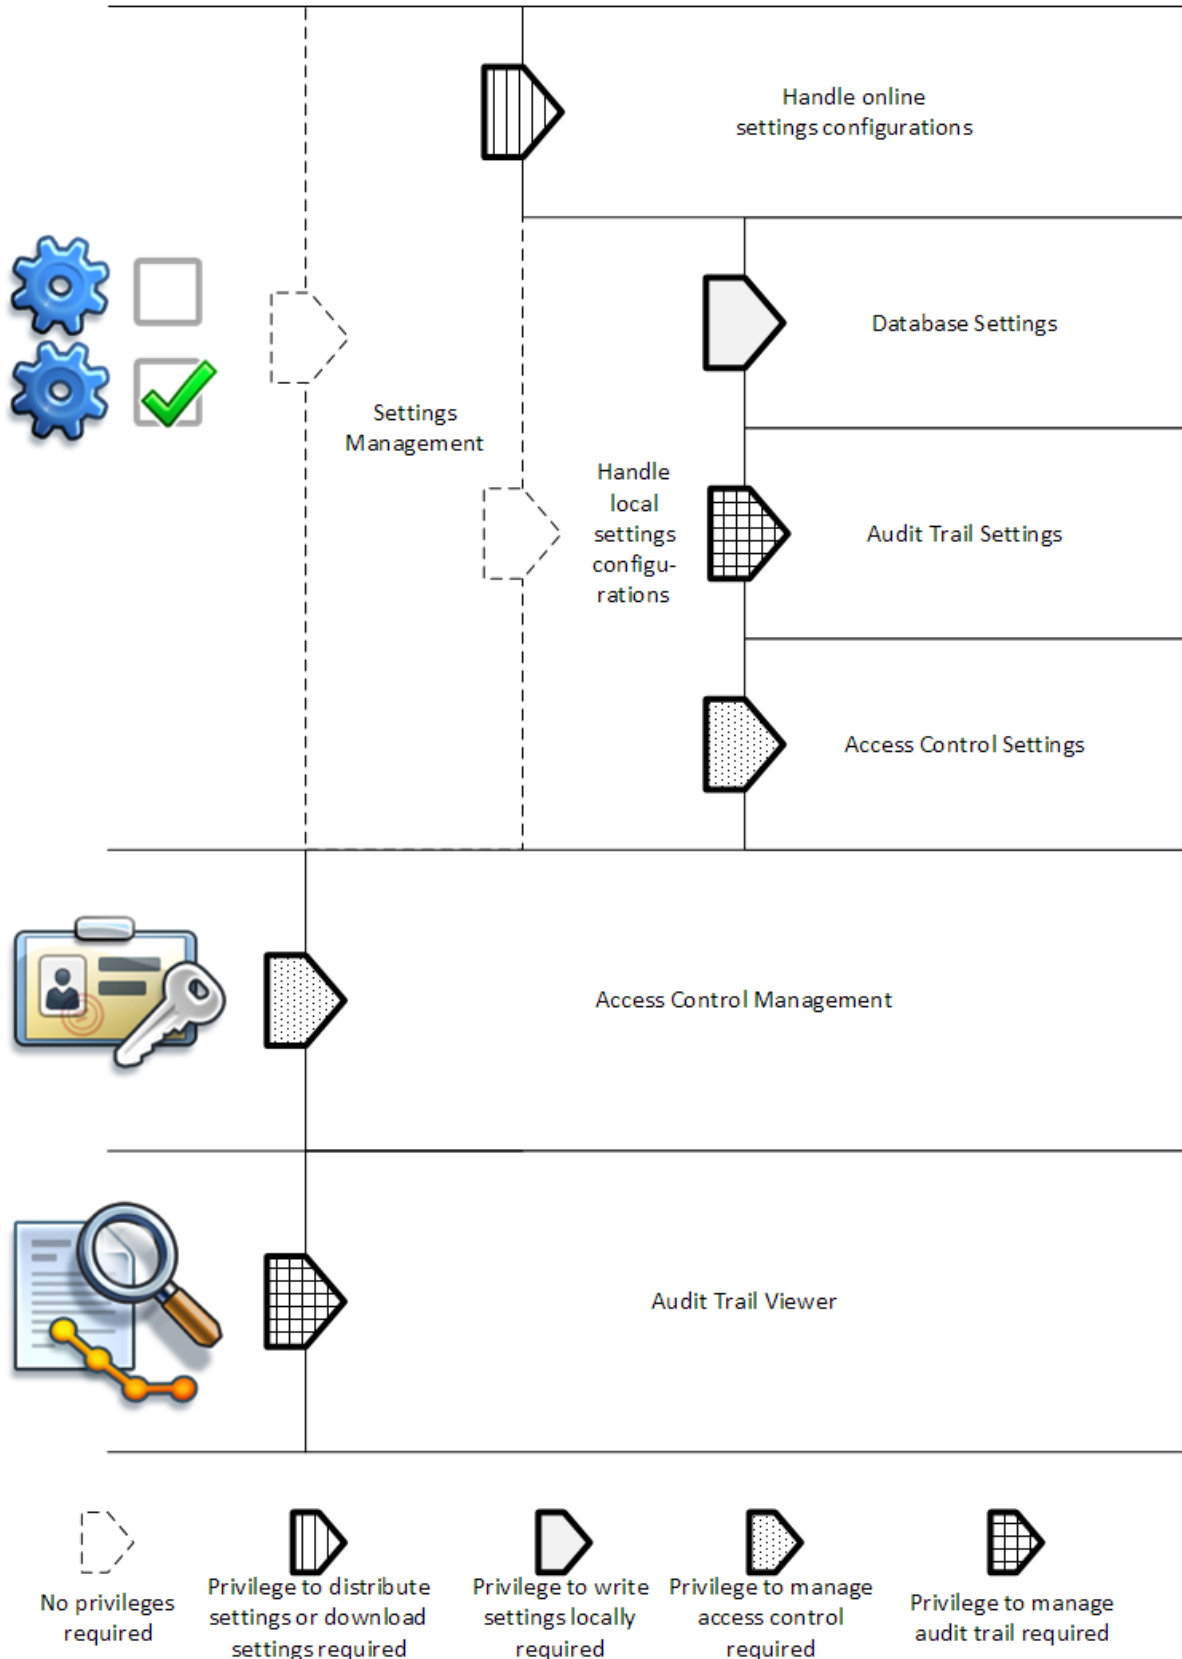 Handle online
settings configurations
Database Settings
Settings
Management
Handle
local
settings
configu-
rations
Audit Trail Settings
Access Control Settings
Access Control Management
Audit Trail Viewer
No privileges
required
Privilege to distribute
settings or download
settings required
Privilege to write
settings locally
required
Privilege to manage
access control
required
Privilege to manage
audit trail required